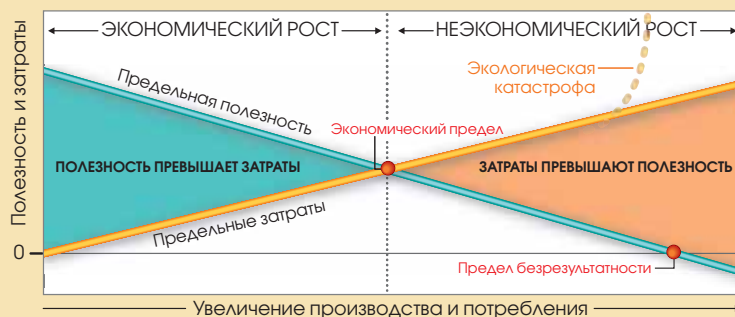 ЭКОНОМИЧЕСКИЙ РОСТ
НЕЭКОНОМИЧЕСКИЙ РОСТ
Полезность и затраты
Предельная полезность
Экологическая
катастрофа
Экономический предел
ПОЛЕЗНОСТЬ ПРЕВЫШАЕТ ЗАТРАТЫ
ЗАТРАТЫ ПРЕВЫШАЮТ ПОЛЕЗНОСТЬ
Предельные затраты
0
Предел безрезультатности
Увеличение производства и потребления